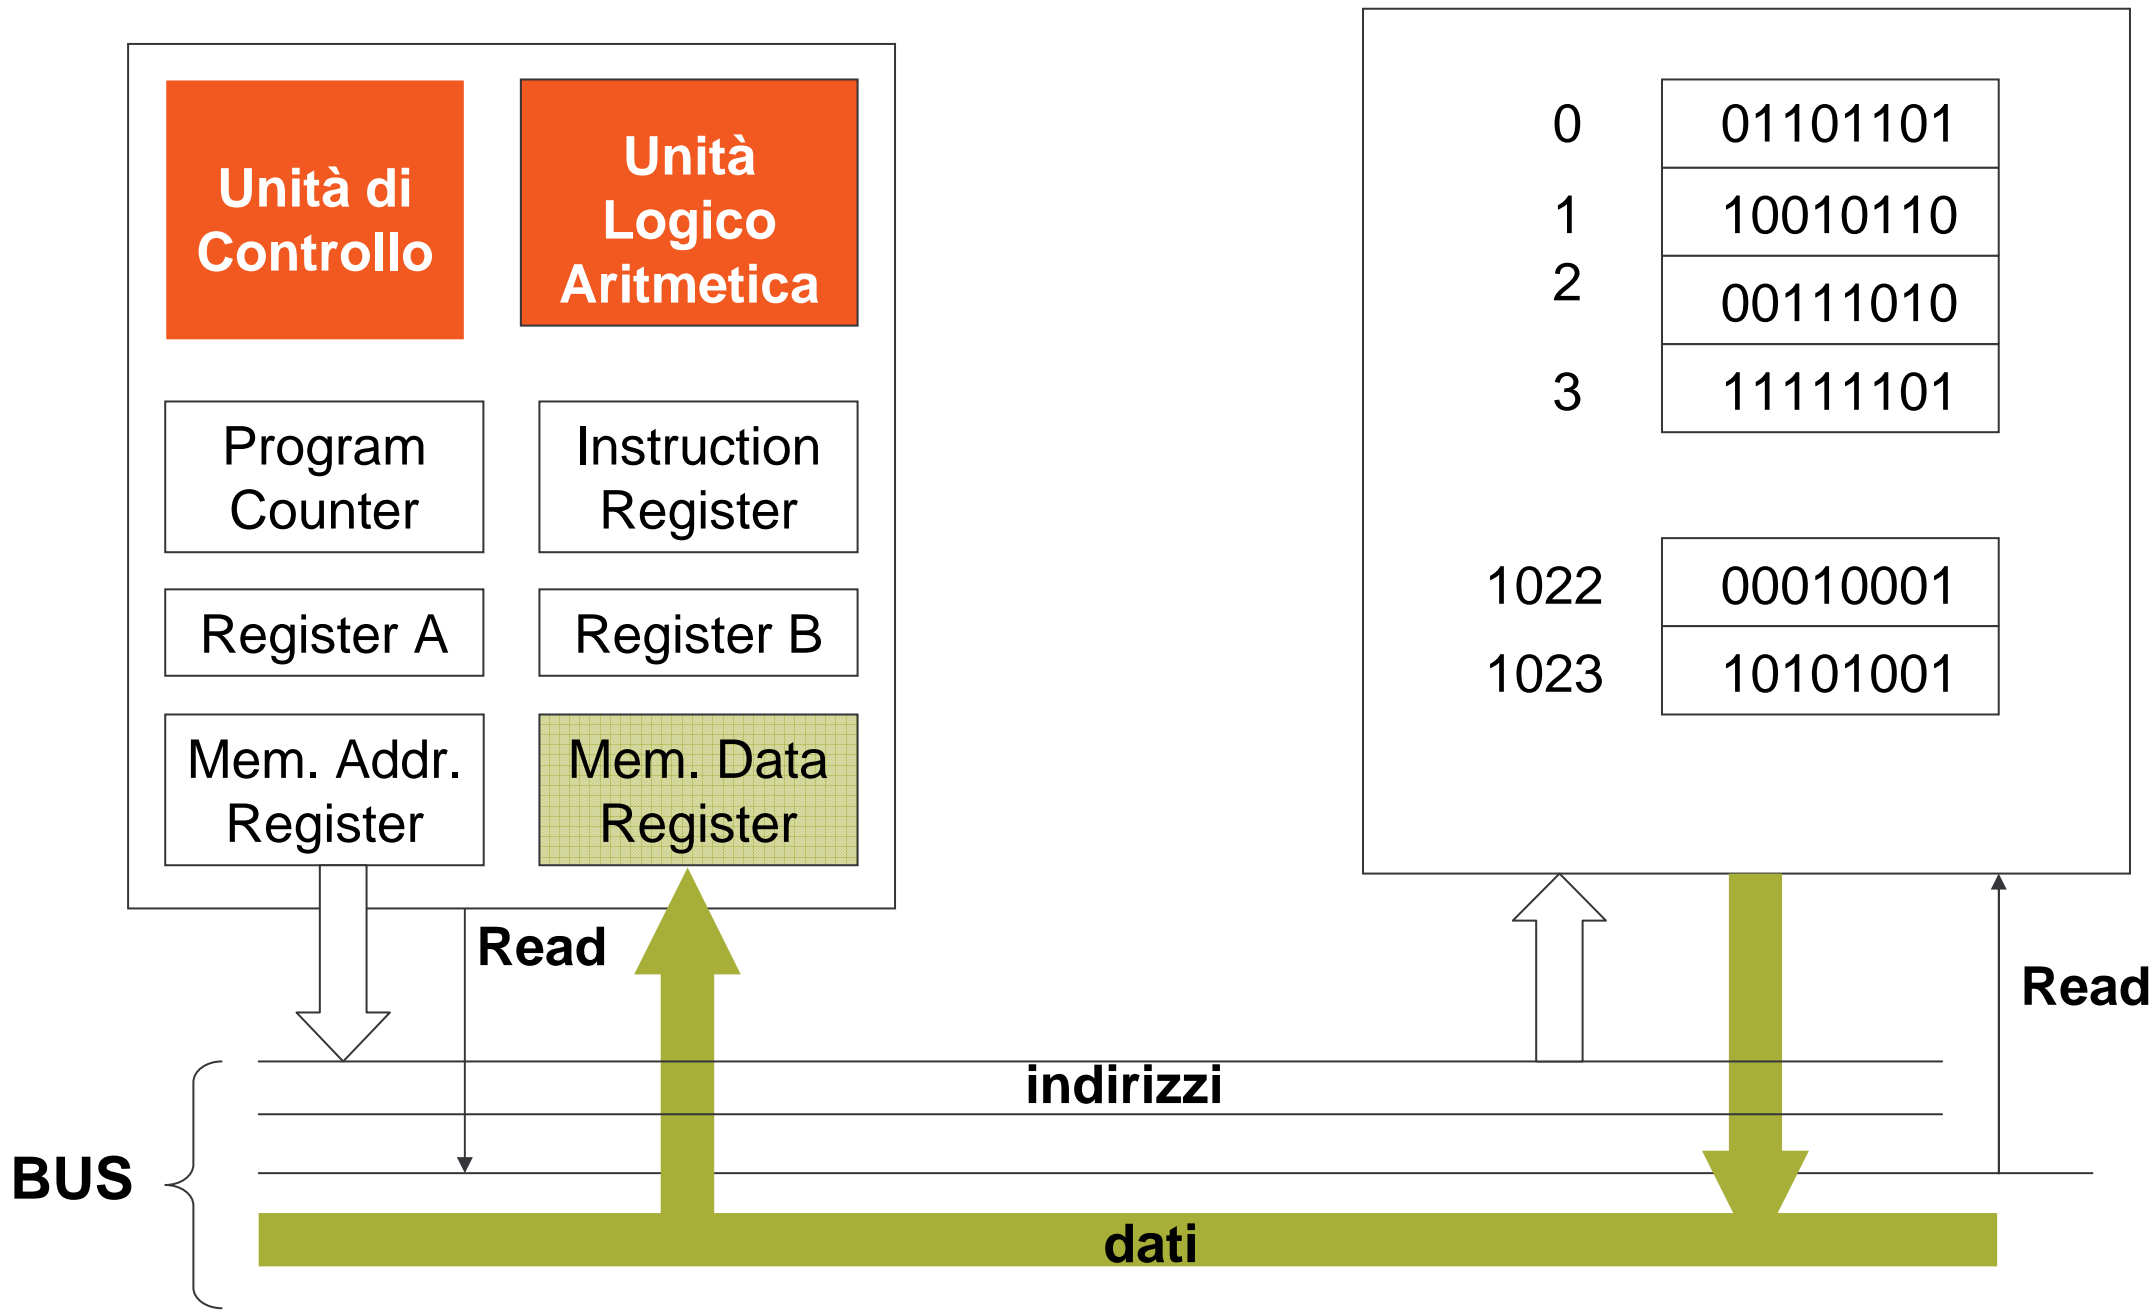 Unità di
Controllo
Unità
Logico
Aritmetica
Program
Counter
Instruction
Register
Register A
Register B
Mem. Addr.
Register
Mem. Data
Register
0 01101101
1 10010110
2 00111010
3 11111101
1022 00010001
1023 10101001
Read
Read
indirizzi
BUS
dati